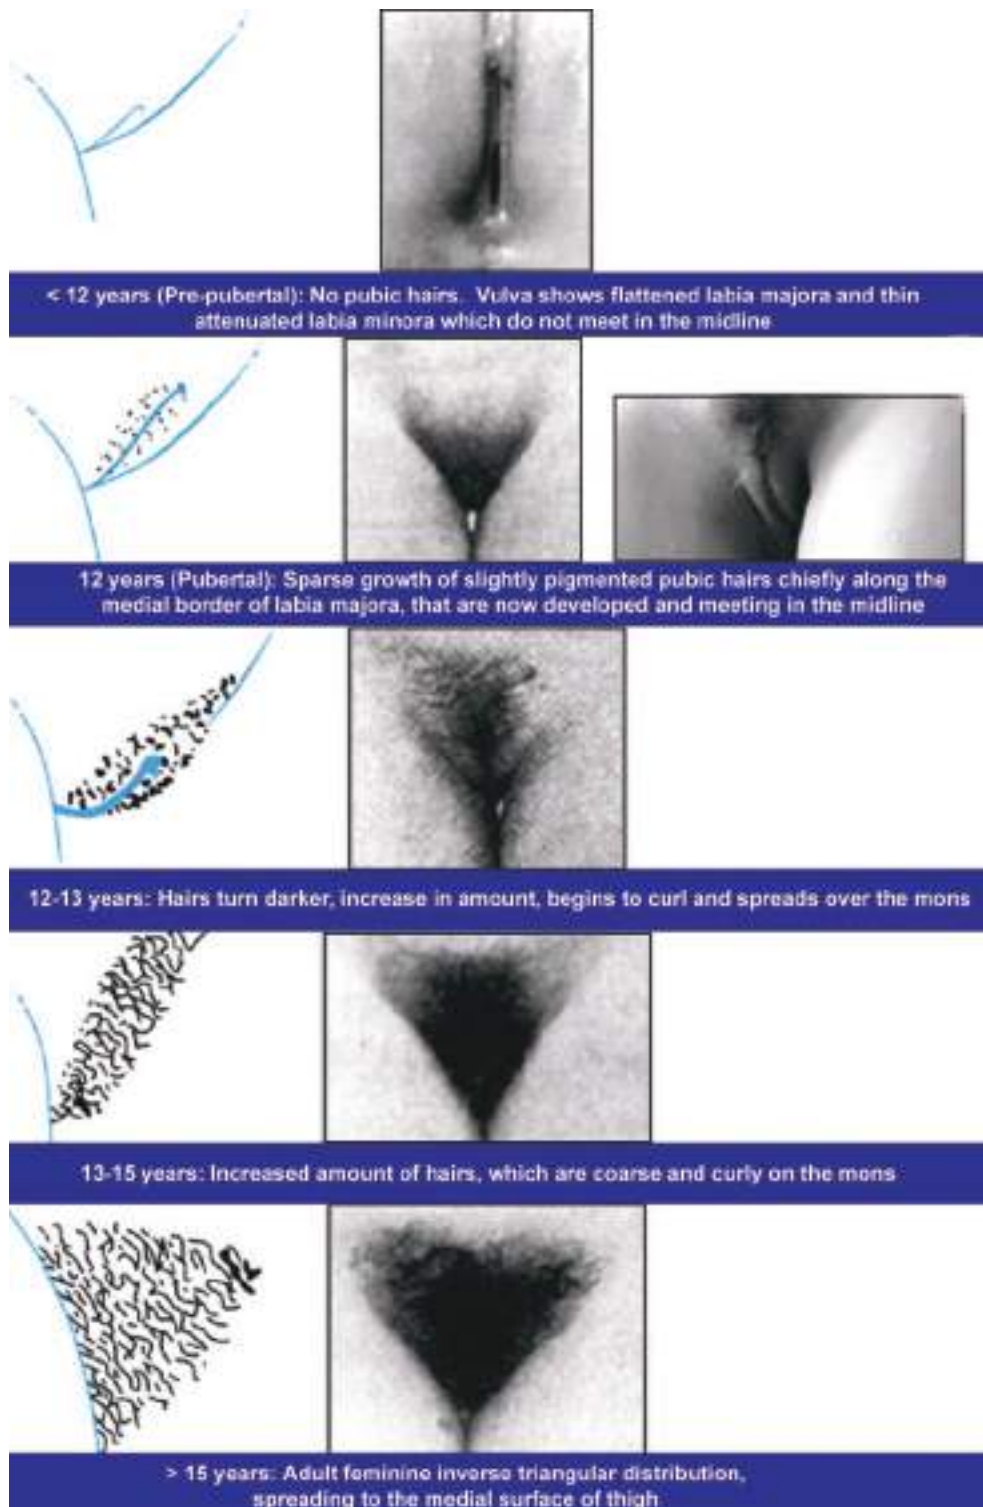 < 12 years (Pre-pubertal): No pubic hairs. Vulva shows flattened labia majora and thin
attenuated labia minora which do not meet in the midline
12 years (Pubertal): Sparse growth of slightly pigmented pubic hairs chiefly along the
medial border of labia majora, that are now developed and meeting in the midline
12-13 years: Hairs turn darker, increase in amount, begins to curl and spreads over the mons
13-15 years: Increased amount of hairs, which are coarse and curly on the mons
> 15 years: Adult feminine inverse triangular distribution,
spreading to the medial surface of thigh